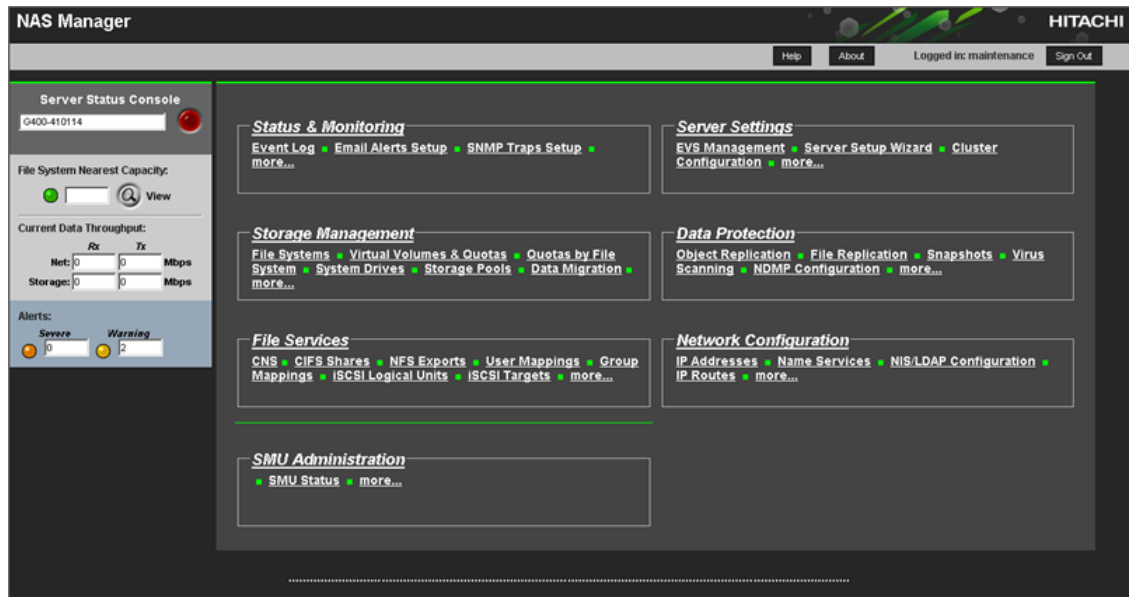 NAS Manager
HITACHI
Help About Logged in: maintenance Sign Out
Server Status Console
G400-410114
File System Nearest Capacity:
View
Current Data Throughput:
Rx Tx
Net: 0 0 Mbps
Storage: 0 0 Mbps
Alerts:
Severe Warning
0 2
Status & Monitoring
Event Log Email Alerts Setup SNMP Traps Setup
more...
Server Settings
EVS Management Server Setup Wizard Cluster
Configuration more...
Storage Management
File Systems Virtual Volumes & Quotas Quotas by File
System System Drives Storage Pools Data Migration
more...
Data Protection
Object Replication File Replication Snapshots Virus
Scanning NDMP Configuration more...
File Services
CNS CIFS Shares NFS Exports User Mappings Group
Mappings iSCSI Logical Units iSCSI Targets more...
Network Configuration
IP Addresses Name Services NIS/LDAP Configuration
IP Routes more...
SMU Administration
SMU Status more...